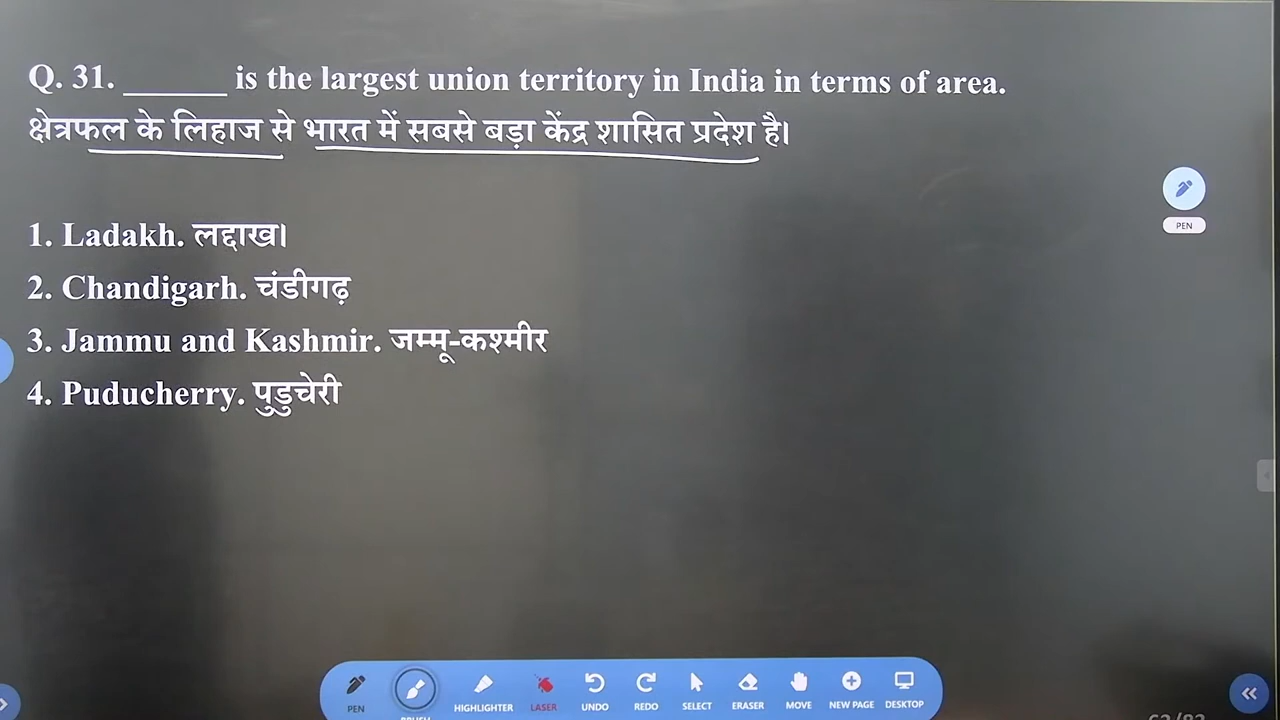 Q. 31. ______ is the largest union territory in India in terms of area.
क्षेत्रफल के लिहाज से भारत में सबसे बड़ा केंद्र शासित प्रदेश है।
1. Ladakh. लद्दाख।
2. Chandigarh. चंडीगढ़
3. Jammu and Kashmir. जम्मू-कश्मीर
4. Puducherry. पुडुचेरी
PEN
PEN HIGHLIGHTER LASER UNDO REDO SELECT ERASER MOVE NEW PAGE DESKTOP